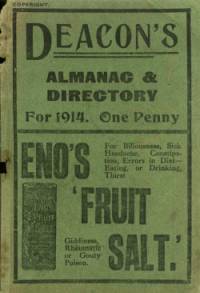 COPYRIGHT.
DEACON'S
ALMANAC &
DIRECTORY
For 1914. One Penny
ENO'S
For Biliousness, Sick
Headache, Constipa-
tion, Errors in Diet—
Eating, or Drinking,
Thirst
'FRUIT
Giddiness,
Rheumatic
or Gouty
Poison.
SALT.'